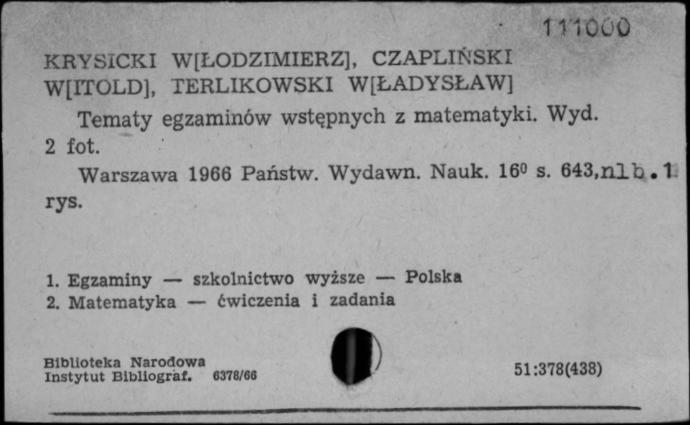 111000
KRYSICKI W[ŁODZIMIERZ], CZAPLIŃSKI
W[ITOLD], TERLIKOWSKI W[ŁADYSŁAW]
Tematy egzaminów wstępnych z matematyki. Wyd.
2 fot.
Warszawa 1966 Państw. Wydawn. Nauk. 16⁰ s. 643,nlb.1
rys.
1. Egzaminy — szkolnictwo wyższe — Polska
2. Matematyka — ćwiczenia i zadania
Biblioteka Narodowa
Instytut Bibliograf. 6378/66
51:378(438)